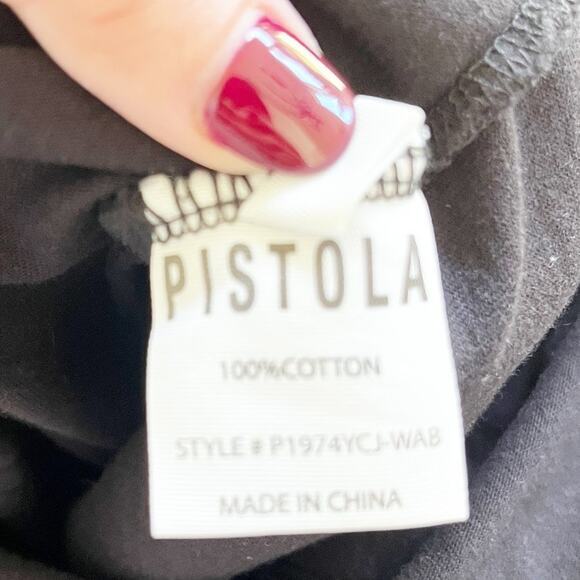 PISTOLA
100%COTTON
STYLE # P1974YCJ-WAB
MADE IN CHINA